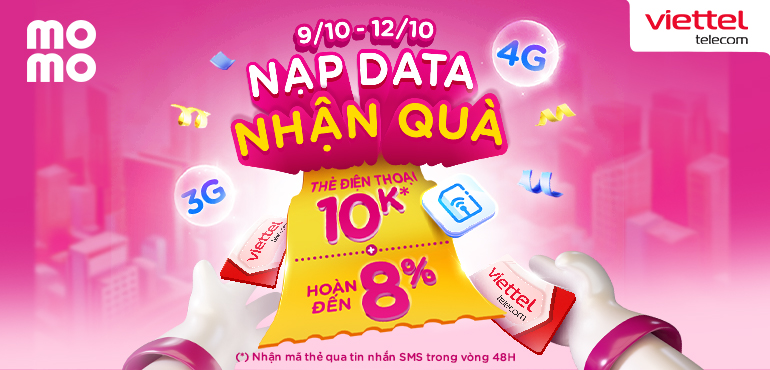 mo
mo
viettel
telecom
9/10 - 12/10
NẠP DATA
NHẬN QUÀ
4G
3G
THẺ ĐIỆN THOẠI
10K*
+
HOÀN
ĐẾN
8%
viettel
telecom
viettel
telecom
(*) Nhận mã thẻ qua tin nhắn SMS trong vòng 48H